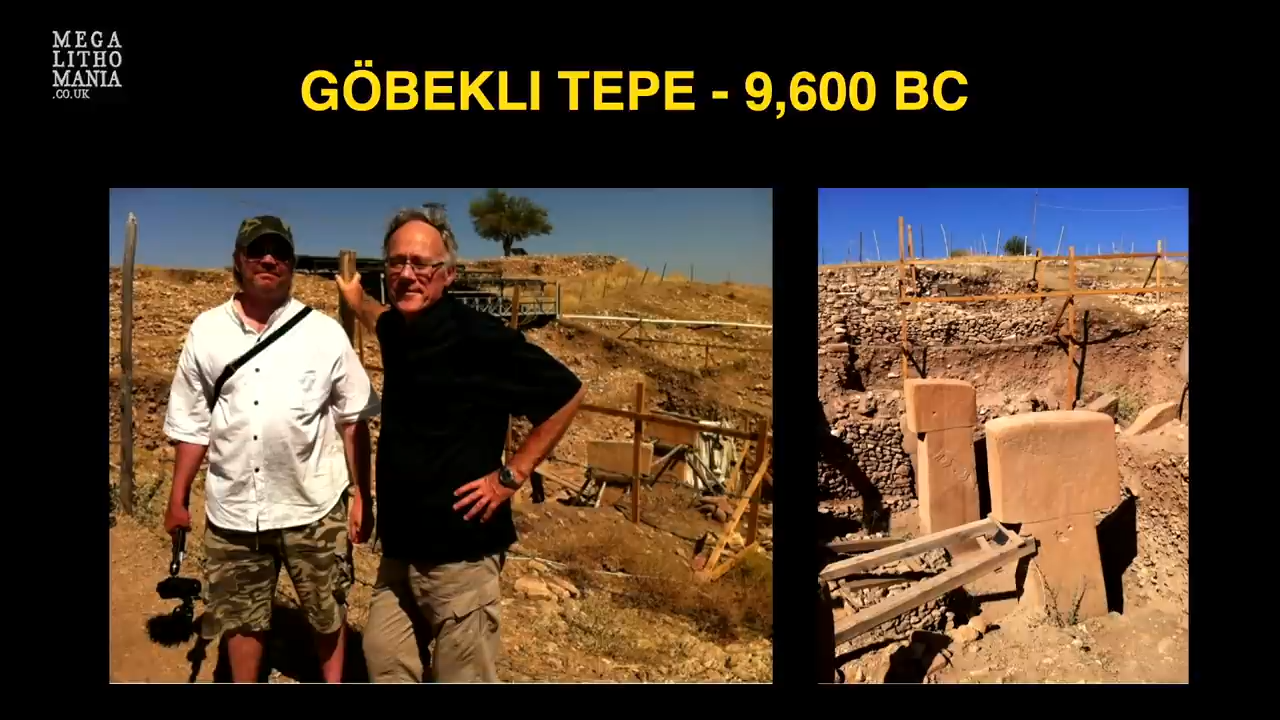 MEGA
LITHO
MANIA
.CO.UK
GÖBEKLI TEPE - 9,600 BC